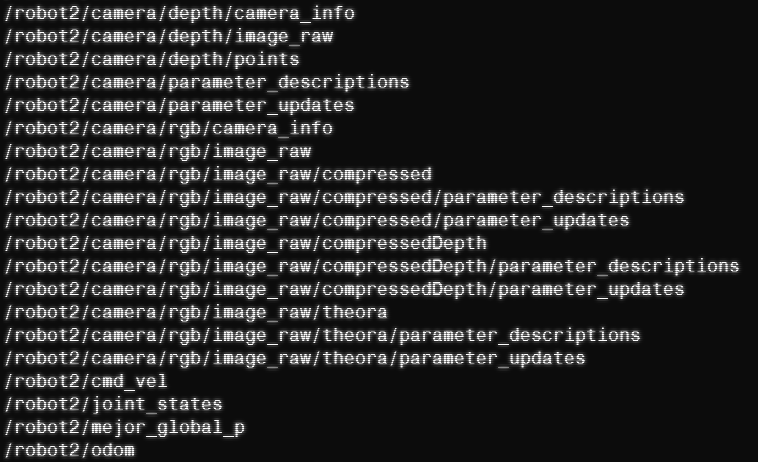 /robot2/camera/depth/camera_info
/robot2/camera/depth/image_raw
/robot2/camera/depth/points
/robot2/camera/parameter_descriptions
/robot2/camera/parameter_updates
/robot2/camera/rgb/camera_info
/robot2/camera/rgb/image_raw
/robot2/camera/rgb/image_raw/compressed
/robot2/camera/rgb/image_raw/compressed/parameter_descriptions
/robot2/camera/rgb/image_raw/compressed/parameter_updates
/robot2/camera/rgb/image_raw/compressedDepth
/robot2/camera/rgb/image_raw/compressedDepth/parameter_descriptions
/robot2/camera/rgb/image_raw/compressedDepth/parameter_updates
/robot2/camera/rgb/image_raw/theora
/robot2/camera/rgb/image_raw/theora/parameter_descriptions
/robot2/camera/rgb/image_raw/theora/parameter_updates
/robot2/cmd_vel
/robot2/joint_states
/robot2/mejor_global_p
/robot2/odom